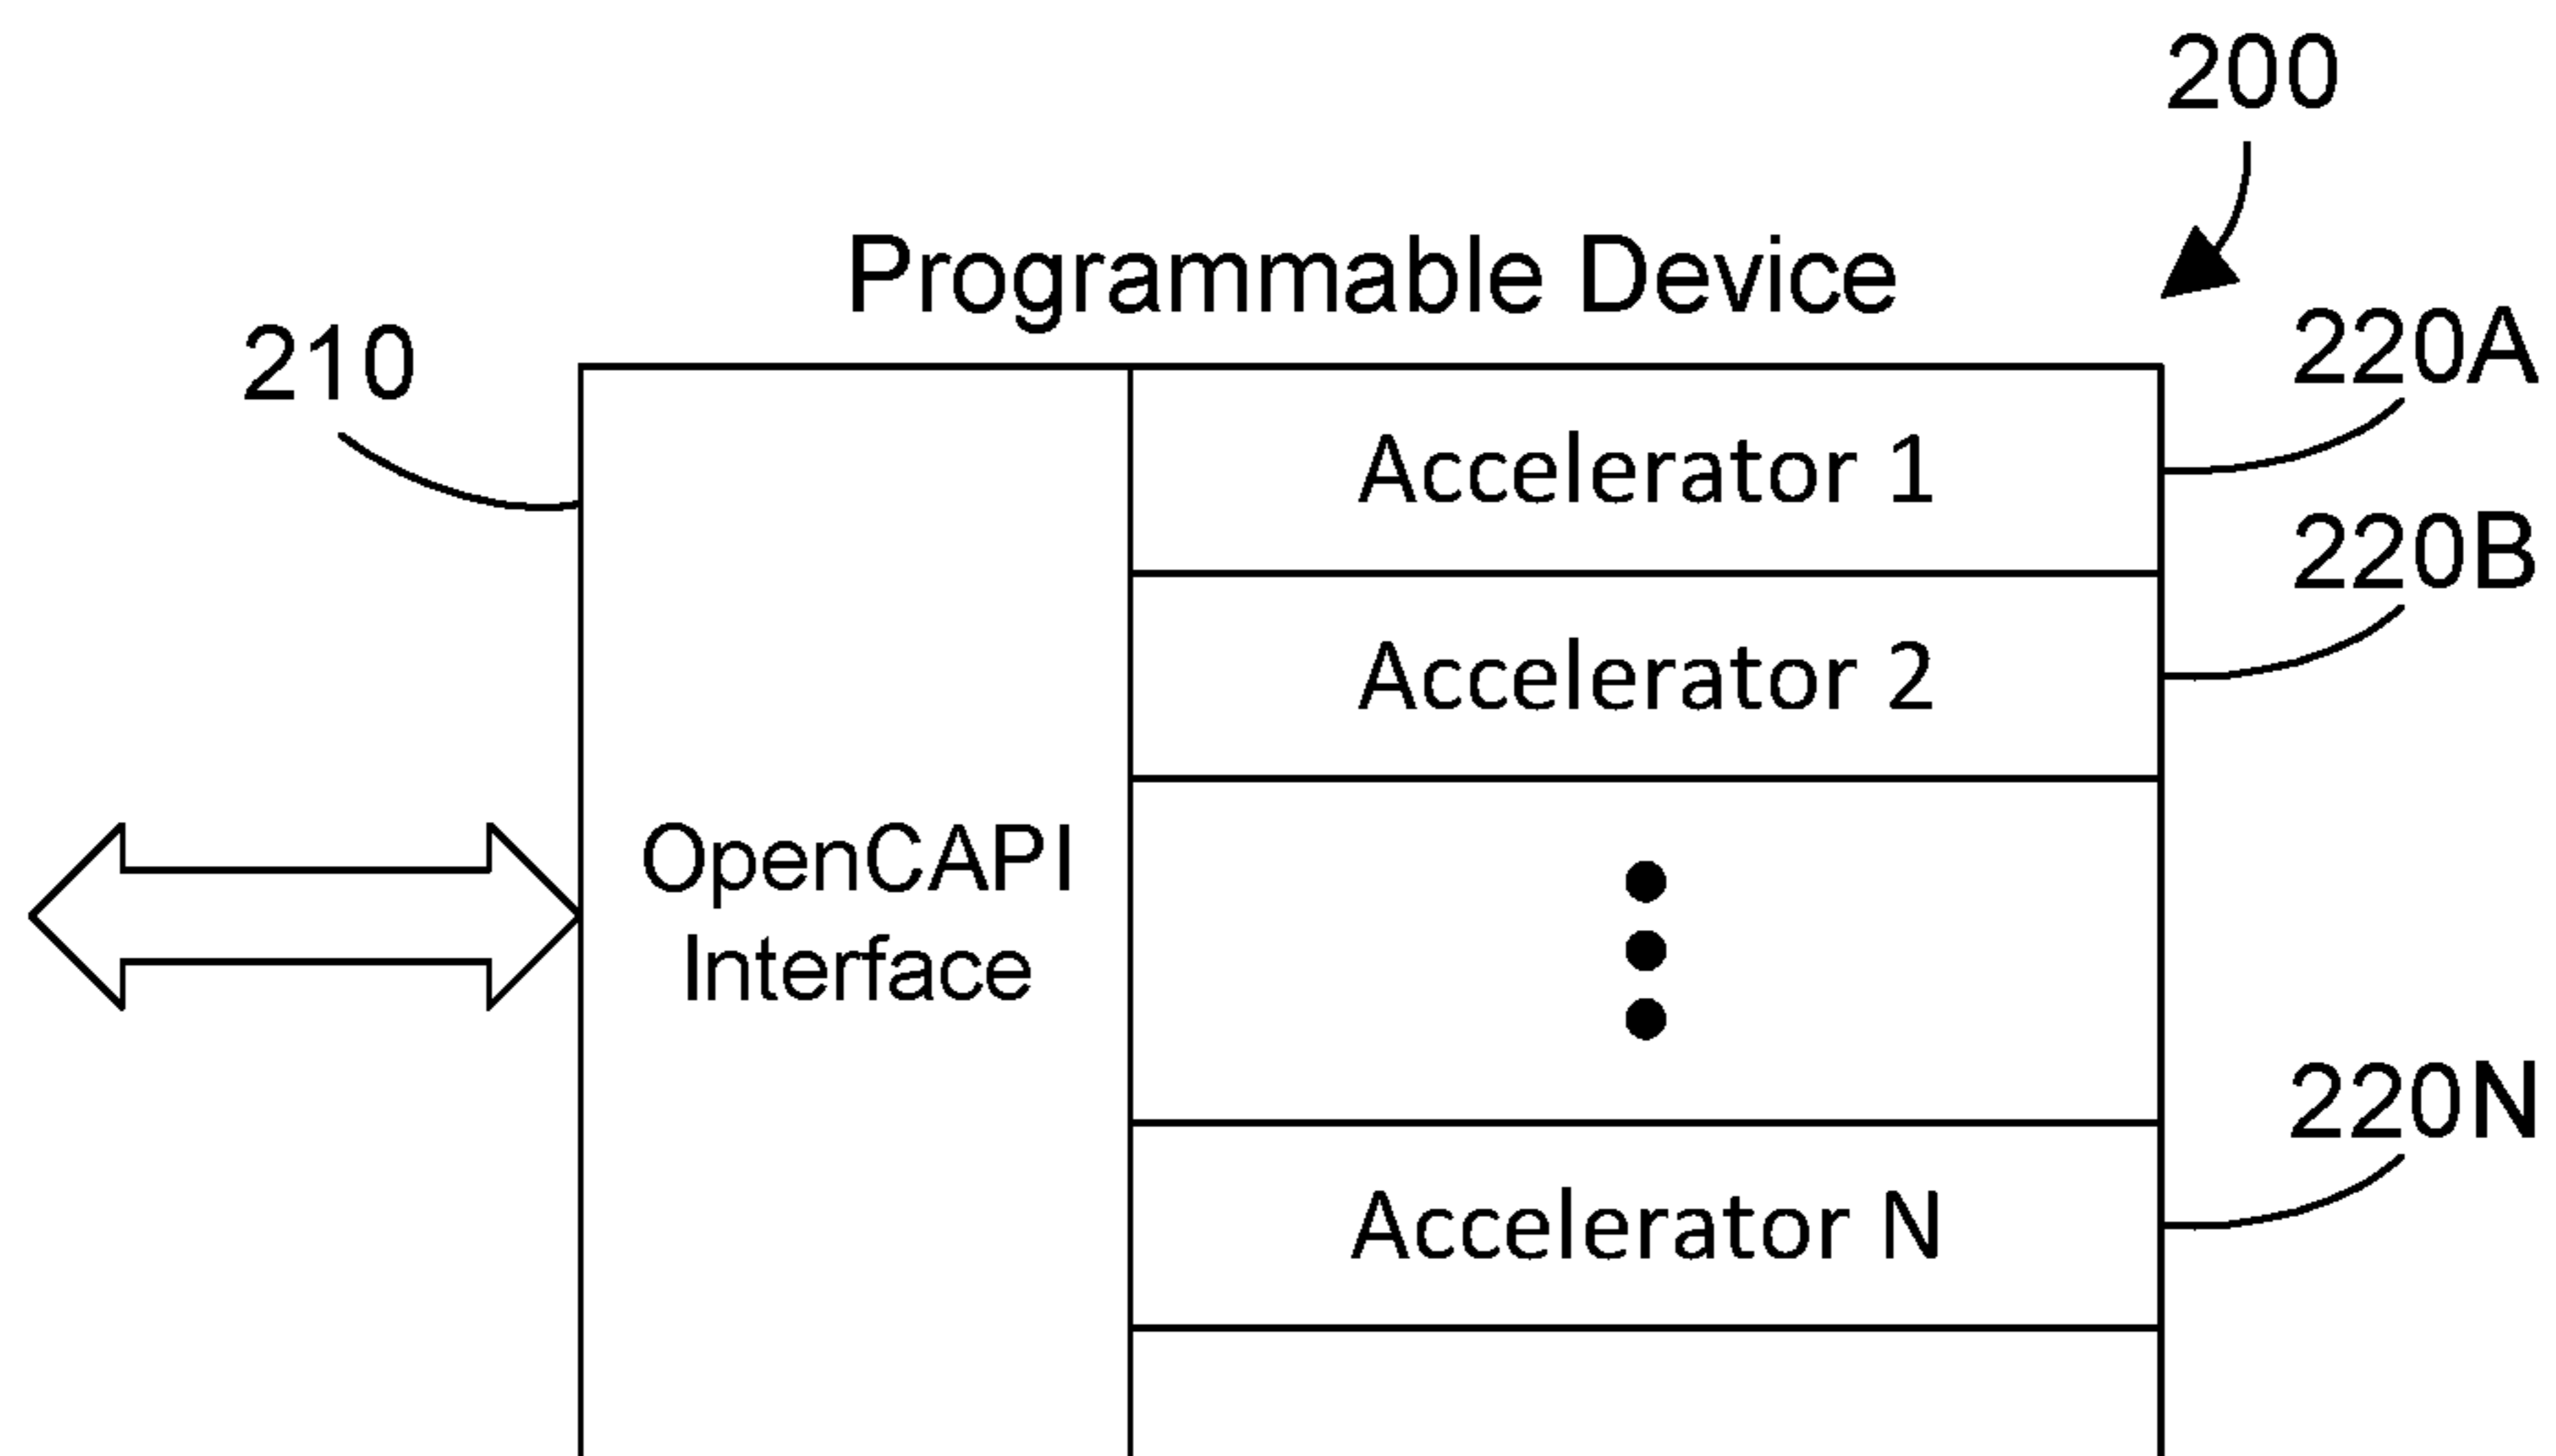 200
Programmable Device
210
220A
Accelerator 1
220B
Accelerator 2
OpenCAPI
Interface
220N
Accelerator N